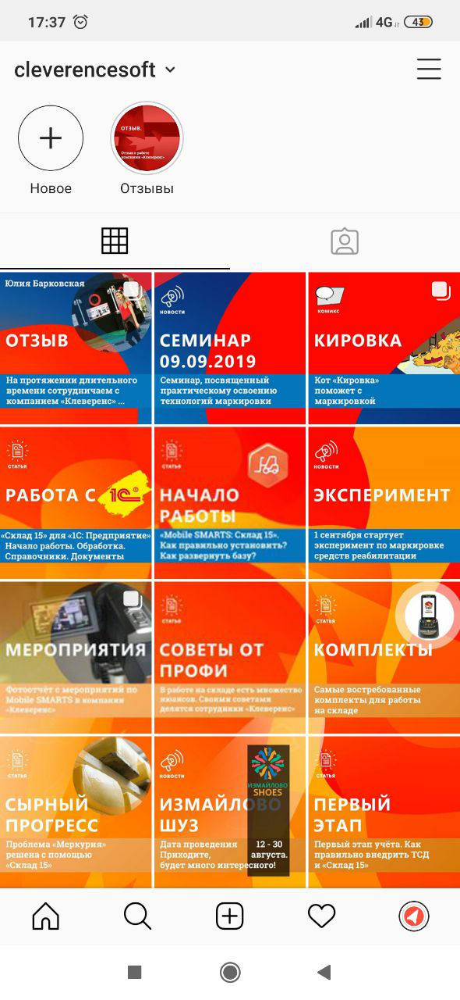 17:37
4G
43
cleverencesoft
ОТЗЫВ.
Отзыв о работе
компании «Клеверенс»
Новое
Отзывы
Юлия Барковская
ОТЗЫВ
На протяжении длительного
времени сотрудничаем с
компанием «Клеверенс» ...
НОВОСТИ
СЕМИНАР
09.09.2019
Семинар, посвященный
практическому освоению
технологий маркировки
КОМИКС
КИРОВКА
Кот «Кировка»
поможет с
маркировкой
СТАТЬЯ
РАБОТА С 1С®
«Склад 15» для «1С: Предприятие»
Начало работы. Обработка.
Справочники. Документы
СТАТЬЯ
НАЧАЛО
РАБОТЫ
«Mobile SMARTS: Склад 15».
Как правильно установить?
Как развернуть базу?
НОВОСТИ
ЭКСПЕРИМЕНТ
1 сентября стартует
эксперимент по маркировке
средств реабилитации
МЕРОПРИЯТИЯ
Фотоотчёт с мероприятий по
Mobile SMARTS в компании
«Клеверенс»
СТАТЬЯ
СОВЕТЫ ОТ
ПРОФИ
В работе на складе есть множество
нюансов. Своими советами
делятся сотрудники «Клеверенс»
СТАТЬЯ
КОМПЛЕКТЫ
Самые востребованные
комплекты для работы
на складе
СТАТЬЯ
СЫРНЫЙ
ПРОГРЕСС
Проблема «Меркурия»
решена с помощью
«Склад 15»
НОВОСТИ
ИЗМАЙЛОВО
SHOES
ИЗМАЙЛОВО
ШУЗ
Дата проведения 12 - 30
Приходите, августа.
будет много интересного!
СТАТЬЯ
ПЕРВЫЙ
ЭТАП
Первый этап учёта. Как
правильно внедрить ТСД
и «Склад 15»